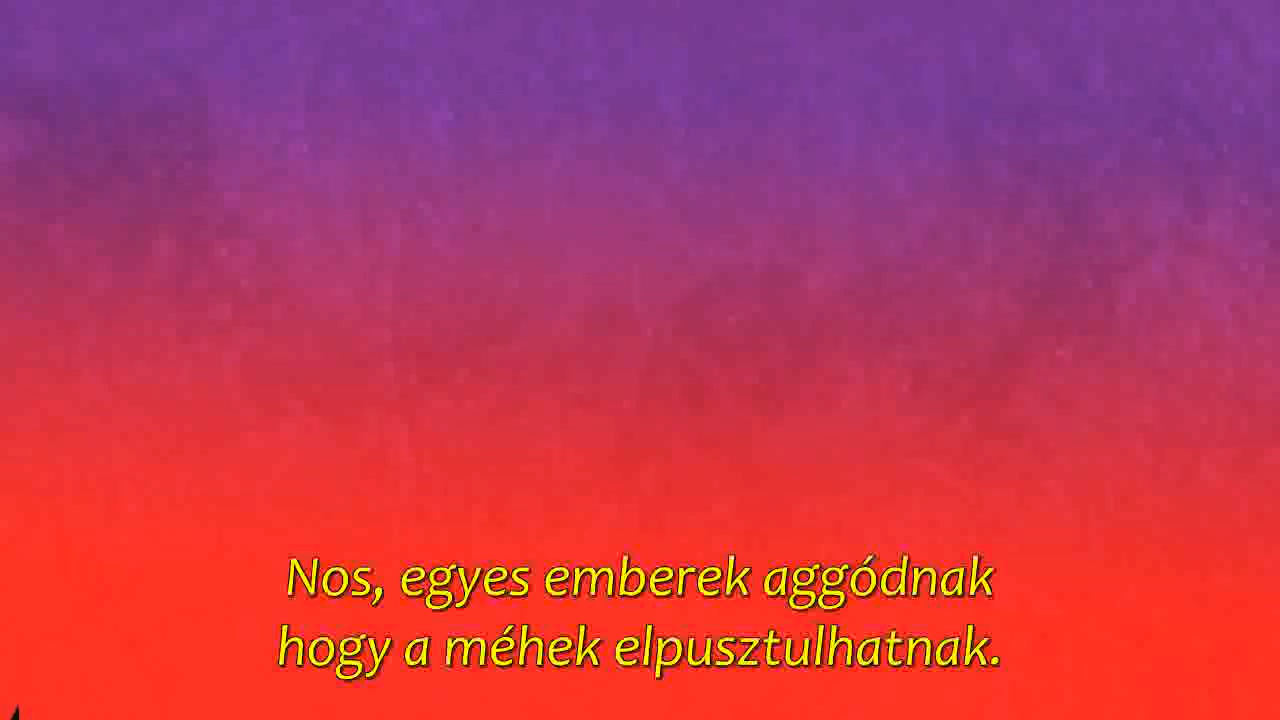 Nos, egyes emberek aggódnak
hogy a méhek elpusztulhatnak.